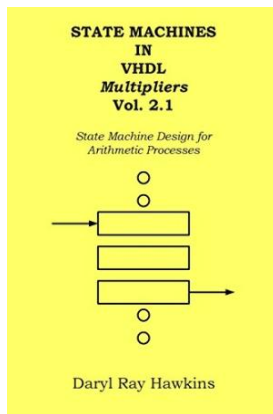 STATE MACHINES
IN
VHDL
Multipliers
Vol. 2.1
State Machine Design for
Arithmetic Processes
Daryl Ray Hawkins